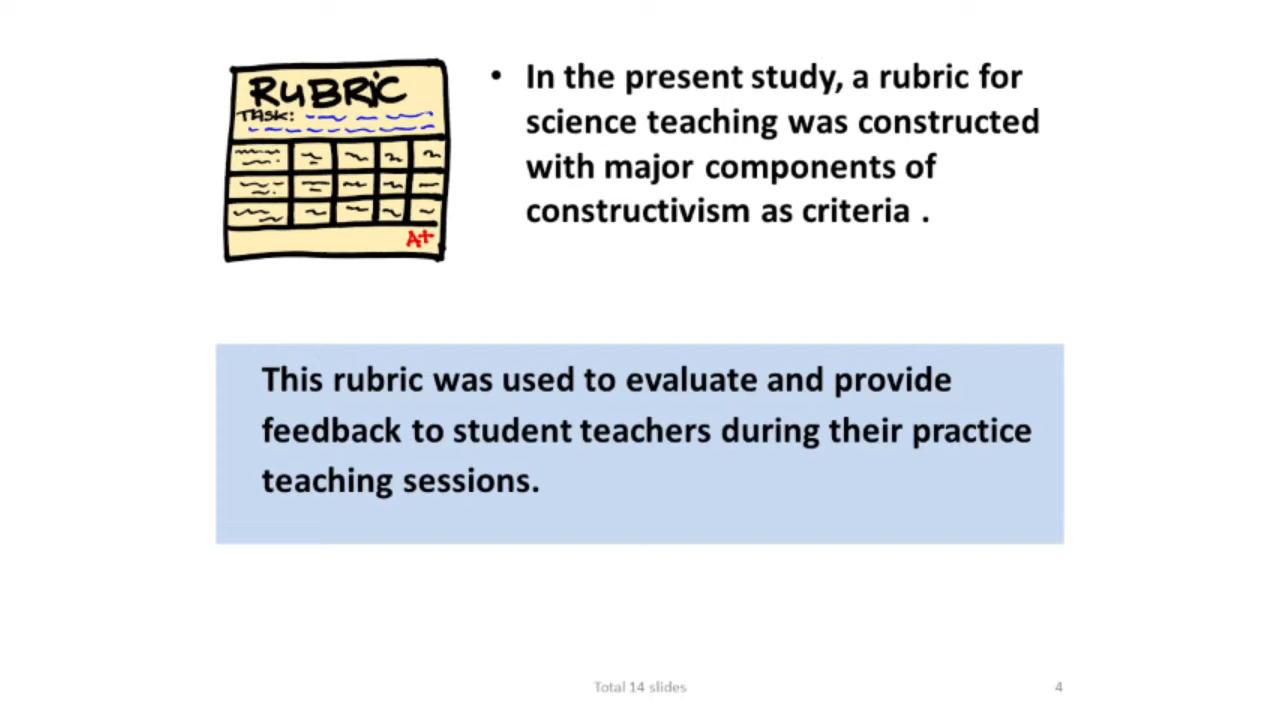 RUBRIC
TASK:
A+
• In the present study, a rubric for
science teaching was constructed
with major components of
constructivism as criteria .
This rubric was used to evaluate and provide
feedback to student teachers during their practice
teaching sessions.
Total 14 slides
4